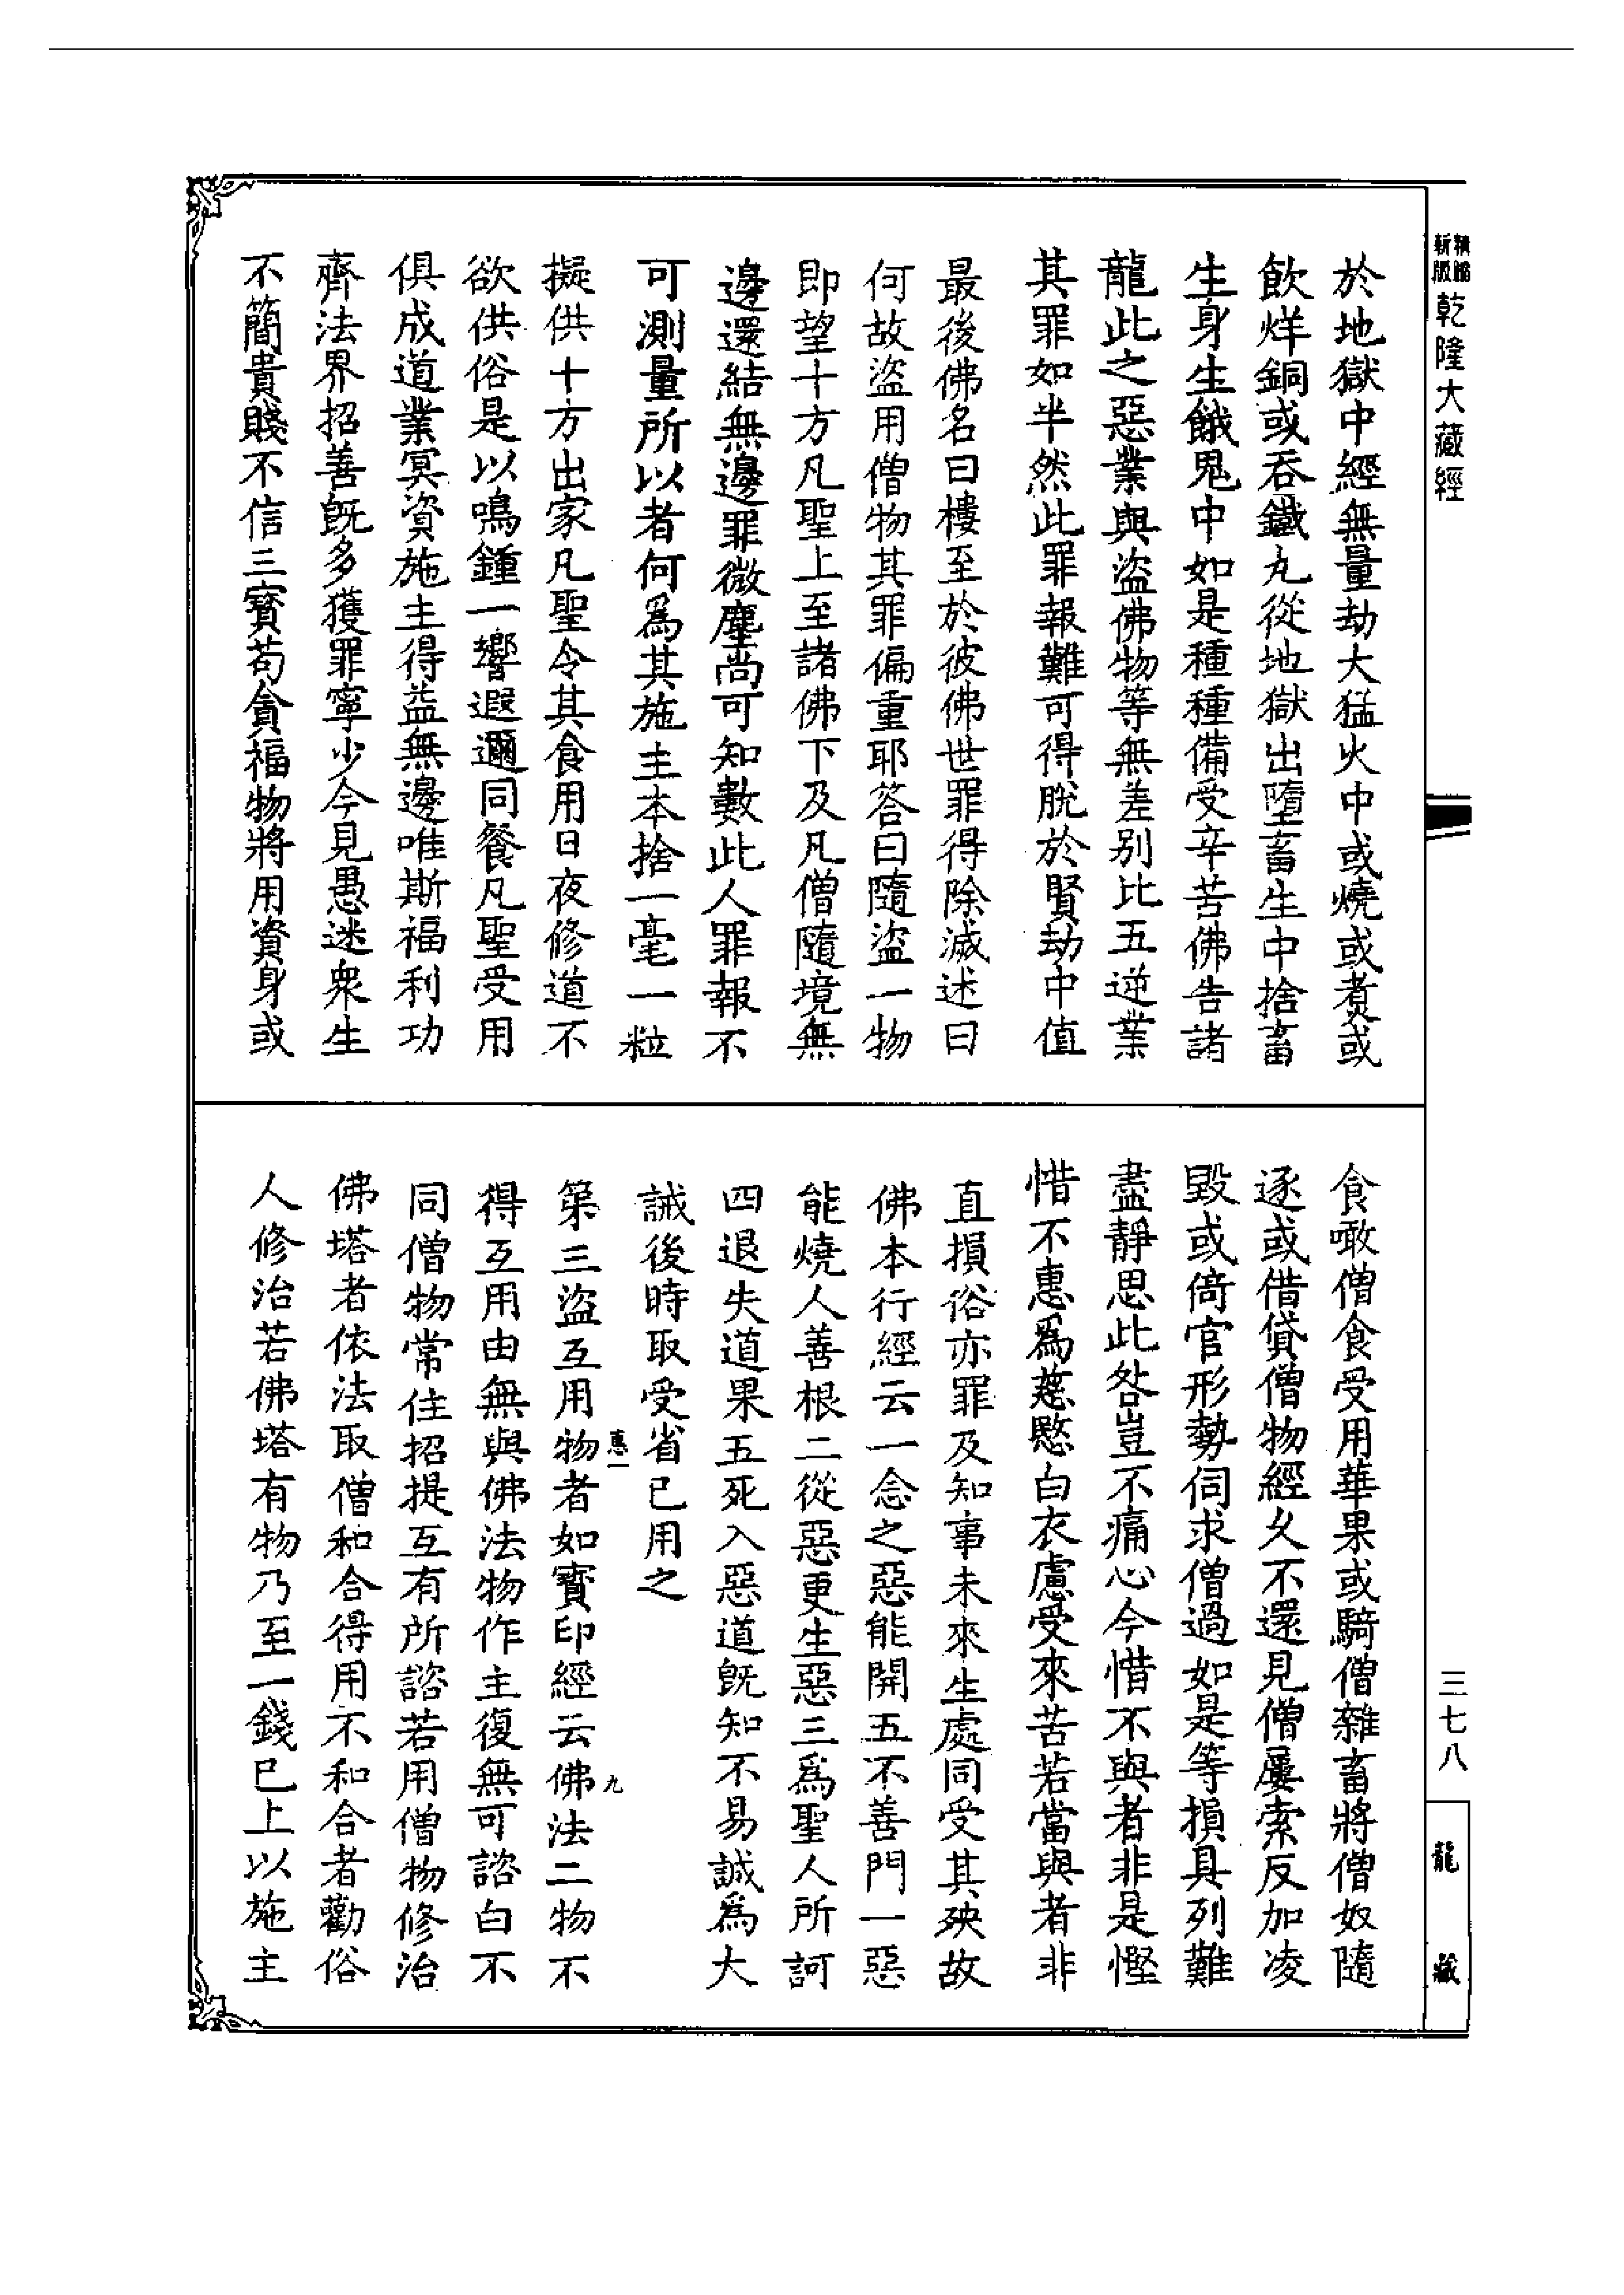 精縮
新版
乾隆大藏經
於地獄中經無量劫大猛火中或燒或煑或
飲烊銅或吞鐵丸從地獄出墮畜生中捨畜
生身生餓鬼中如是種種備受辛苦佛告諸
龍此之惡業與盜佛物等無差別比五逆業
其罪如半然此罪報難可得脫於賢劫中值
最後佛名曰樓至於彼佛世罪得除滅述曰
何故盜用僧物其罪偏重耶答曰隨盜一物
即望十方凡聖上至諸佛下及凡僧隨境無
邊還結無邊罪微塵尚可知數此人罪報不
可測量所以者何爲其施主本捨一毫一粒
擬供十方出家凡聖令其食用日夜修道不
欲供俗是以鳴鍾一響遐邇同餐凡聖受用
俱成道業冥資施主得益無邊唯斯福利功
齊法界招善旣多獲罪寧少今見愚迷衆生
不簡貴賤不信三寶苟貪福物將用資身或
食噉僧食受用華果或騎僧雜畜將僧奴隨
逐或借貸僧物經久不還見僧屢索反加凌
毀或倚官形勢伺求僧過如是等損具列難
盡靜思此咎豈不痛心今惜不與者非是慳
惜不惠爲慈愍白衣慮受來苦若當與者非
直損俗亦罪及知事未來生處同受其殃故
佛本行經云一念之惡能開五不善門一惡
能燒人善根二從惡更生惡三爲聖人所訶
四退失道果五死入惡道旣知不易誠爲大
誡後時取受省已用之
惠一
九
第三盜互用物者如寶印經云佛法二物不
得互用由無與佛法物作主復無可諮白不
同僧物常住招提互有所諮若用僧物修治
佛塔者依法取僧和合得用不和合者勸俗
人修治若佛塔有物乃至一錢已上以施主
三七八
龍
藏